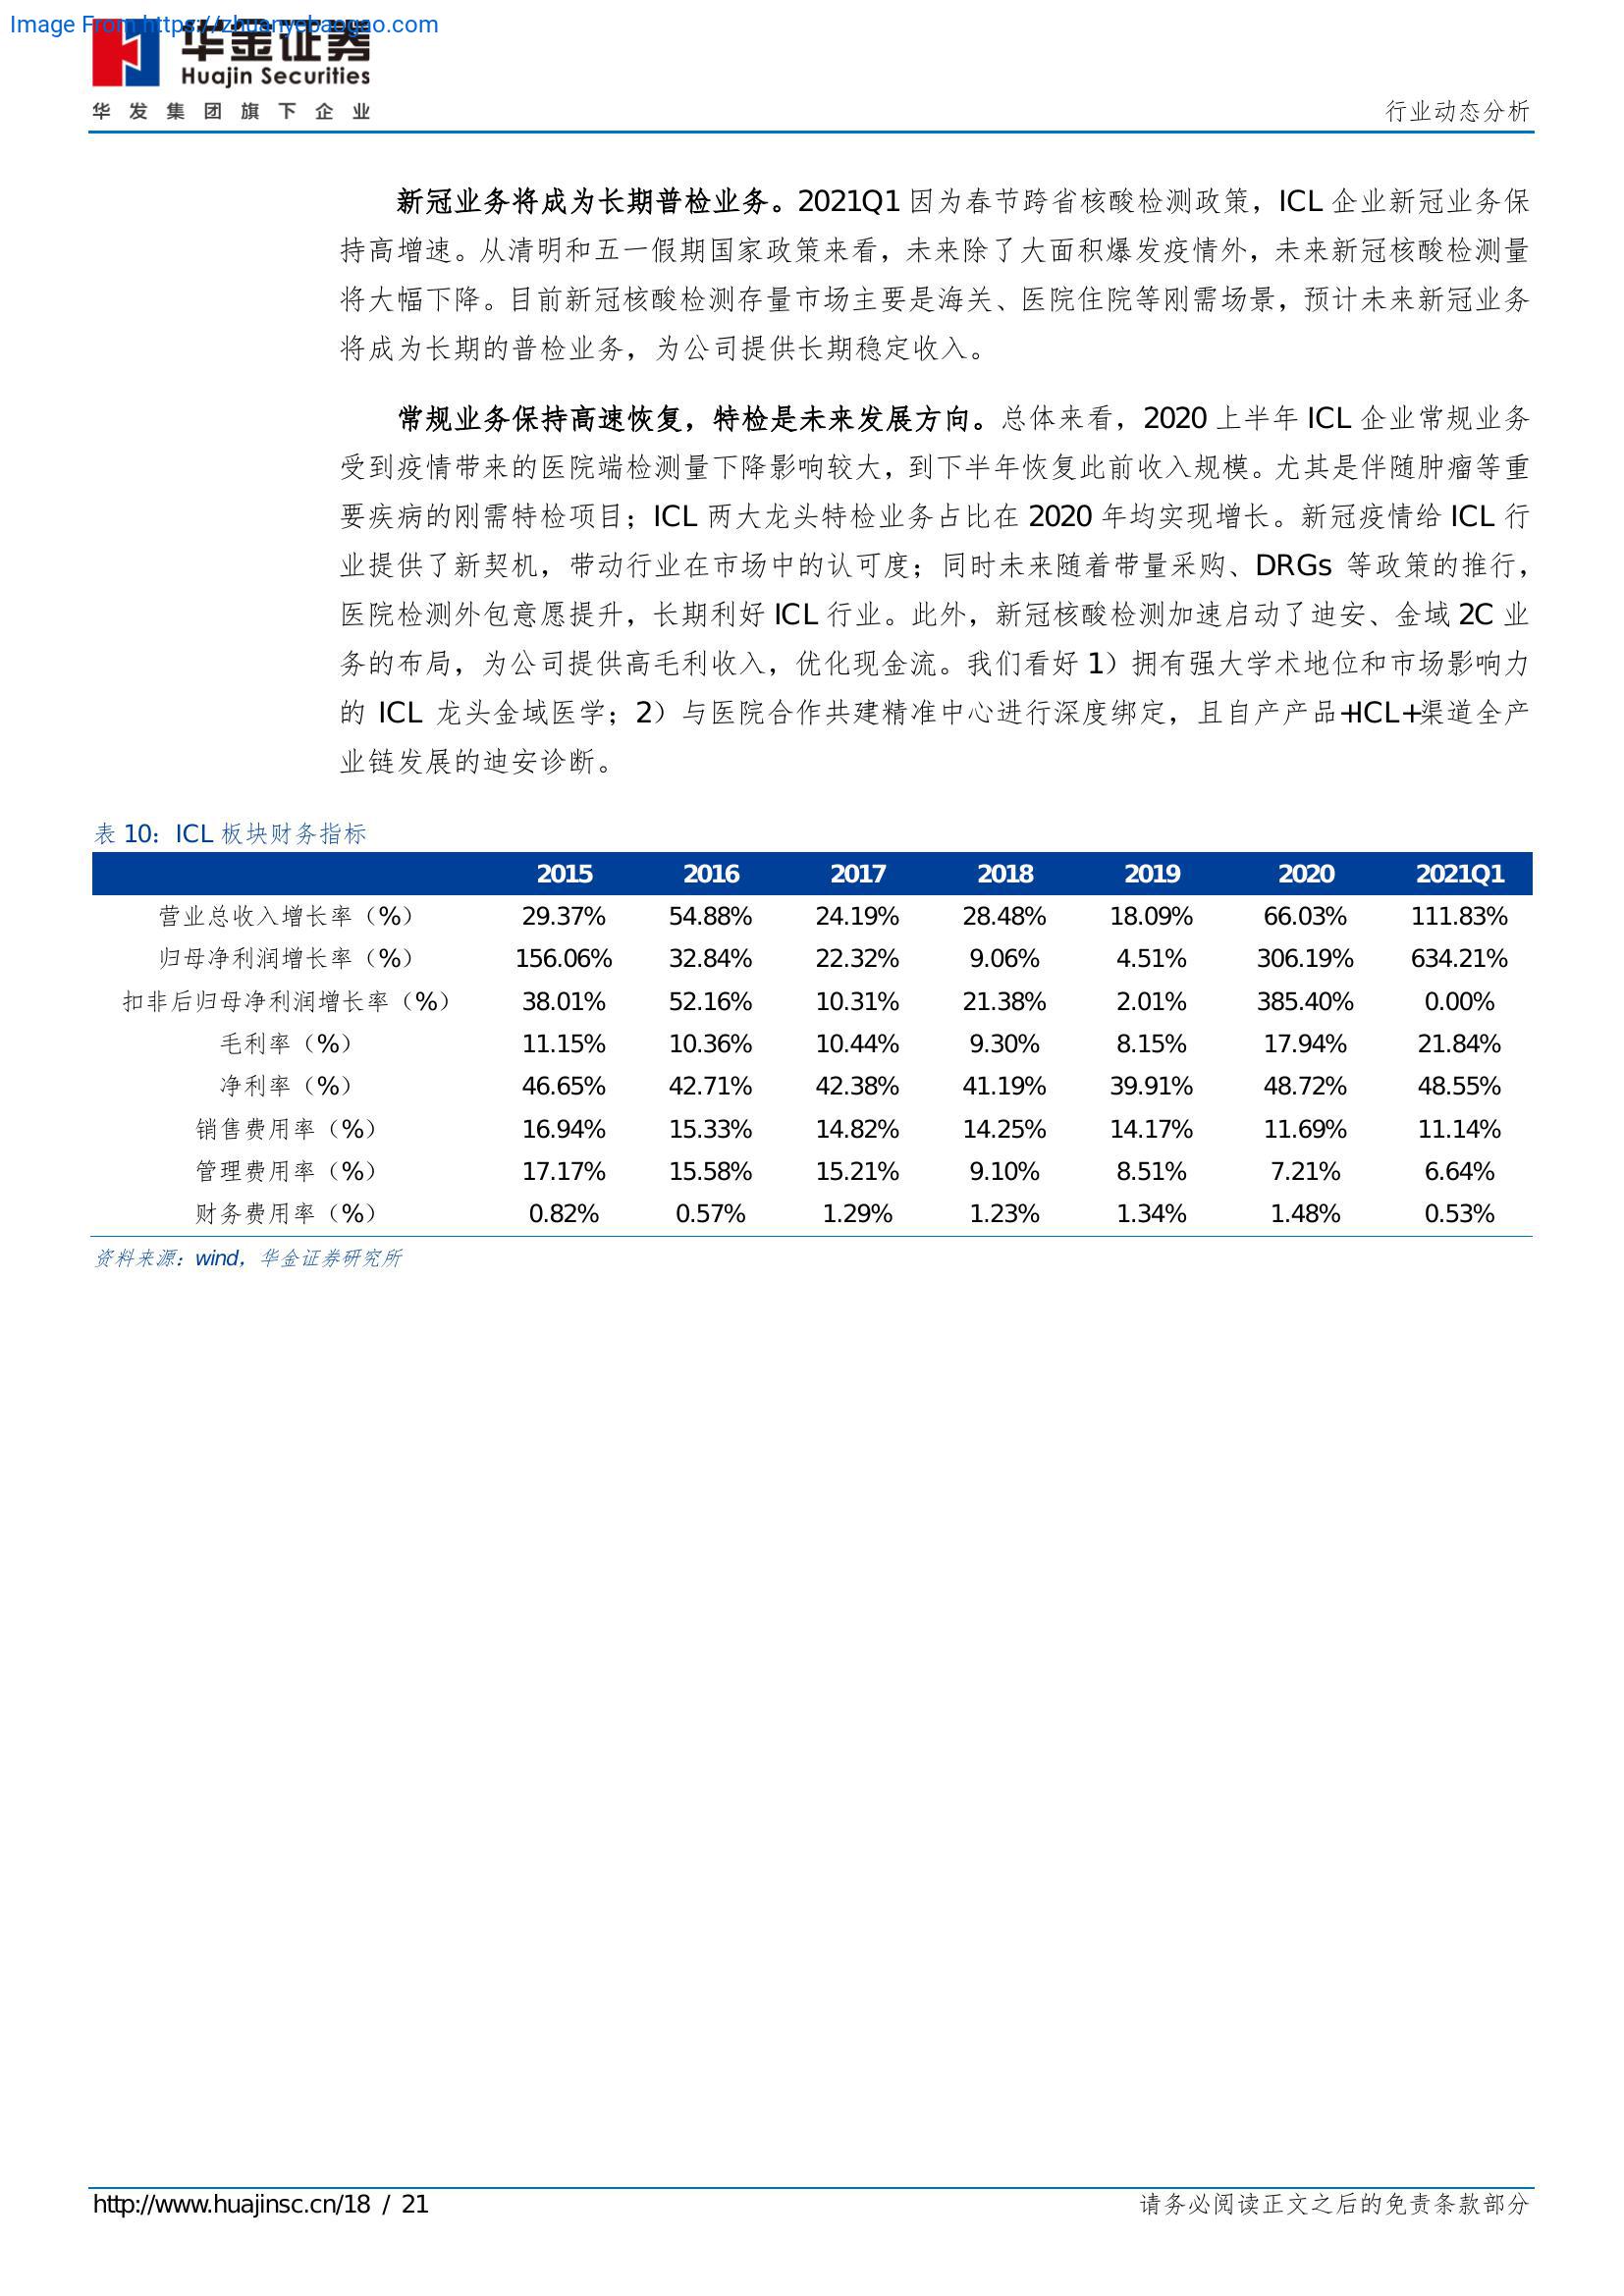 Image From https://zhuanyebaogao.com
华金证券
Huajin Securities
华发集团旗下企业
行业动态分析
新冠业务将成为长期普检业务。2021Q1 因为春节跨省核酸检测政策，ICL 企业新冠业务保
持高增速。从清明和五一假期国家政策来看，未来除了大面积爆发疫情外，未来新冠核酸检测量
将大幅下降。目前新冠核酸检测存量市场主要是海关、医院住院等刚需场景，预计未来新冠业务
将成为长期的普检业务，为公司提供长期稳定收入。
常规业务保持高速恢复，特检是未来发展方向。总体来看，2020 上半年 ICL 企业常规业务
受到疫情带来的医院端检测量下降影响较大，到下半年恢复此前收入规模。尤其是伴随肿瘤等重
要疾病的刚需特检项目；ICL 两大龙头特检业务占比在 2020 年均实现增长。新冠疫情给 ICL 行
业提供了新契机，带动行业在市场中的认可度；同时未来随着带量采购、DRGs 等政策的推行，
医院检测外包意愿提升，长期利好 ICL 行业。此外，新冠核酸检测加速启动了迪安、金域 2C 业
务的布局，为公司提供高毛利收入，优化现金流。我们看好 1）拥有强大学术地位和市场影响力
的 ICL 龙头金域医学；2）与医院合作共建精准中心进行深度绑定，且自产产品+ICL+渠道全产
业链发展的迪安诊断。
表 10：ICL 板块财务指标
2015 2016 2017 2018 2019 2020 2021Q1
营业总收入增长率（%） 29.37% 54.88% 24.19% 28.48% 18.09% 66.03% 111.83%
归母净利润增长率（%） 156.06% 32.84% 22.32% 9.06% 4.51% 306.19% 634.21%
扣非后归母净利润增长率（%） 38.01% 52.16% 10.31% 21.38% 2.01% 385.40% 0.00%
毛利率（%） 11.15% 10.36% 10.44% 9.30% 8.15% 17.94% 21.84%
净利率（%） 46.65% 42.71% 42.38% 41.19% 39.91% 48.72% 48.55%
销售费用率（%） 16.94% 15.33% 14.82% 14.25% 14.17% 11.69% 11.14%
管理费用率（%） 17.17% 15.58% 15.21% 9.10% 8.51% 7.21% 6.64%
财务费用率（%） 0.82% 0.57% 1.29% 1.23% 1.34% 1.48% 0.53%
资料来源：wind，华金证券研究所
http://www.huajinsc.cn/18 / 21
请务必阅读正文之后的免责条款部分